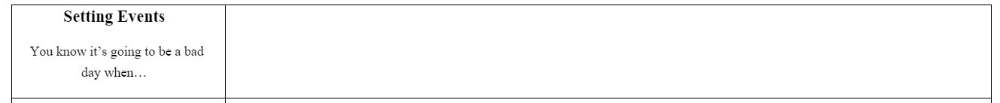 Setting Events
You know it’s going to be a bad
day when…